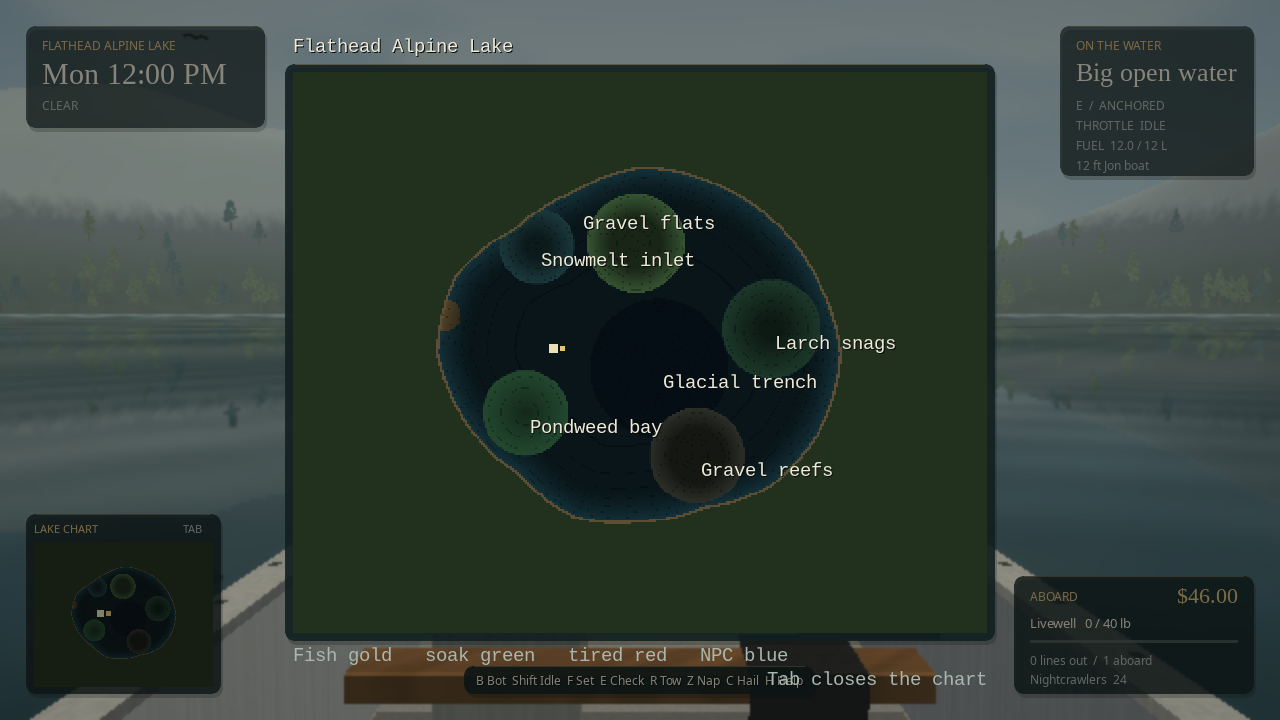 FLATHEAD ALPINE LAKE
Mon 12:00 PM
CLEAR
Flathead Alpine Lake
ON THE WATER
Big open water
E / ANCHORED
THROTTLE IDLE
FUEL 12.0 / 12 L
12 ft Jon boat
Gravel flats
Snowmelt inlet
Larch snags
Glacial trench
Pondweed bay
Gravel reefs
LAKE CHART TAB
ABOARD $46.00
Livewell 0 / 40 lb
0 lines out / 1 aboard
Nightcrawlers 24
Fish gold soak green tired red NPC blue
B Bot Shift Idle F Set E Check R Tow Z Nap C Hail H
Tab closes the chart